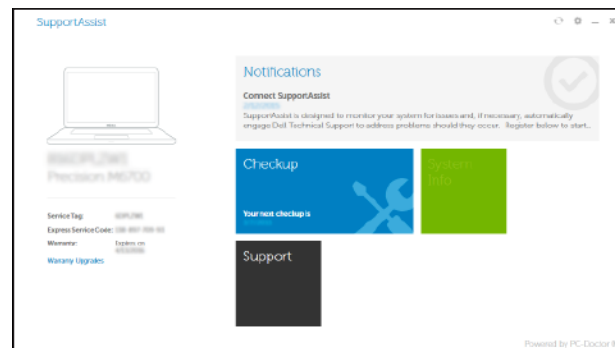 SupportAssist
Notifications
Connect SupportAssist
SupportAssist is designed to monitor your system for issues and, if necessary, automatically
engage Dell Technical Support to address problems should they occur. Register below to start...
Precision M6700
Checkup
System
Info
Your next checkup is
Service Tag:
Express Service Code:
Warranty: Expires on
Warranty Upgrades
Support
Powered by PC-Doctor®